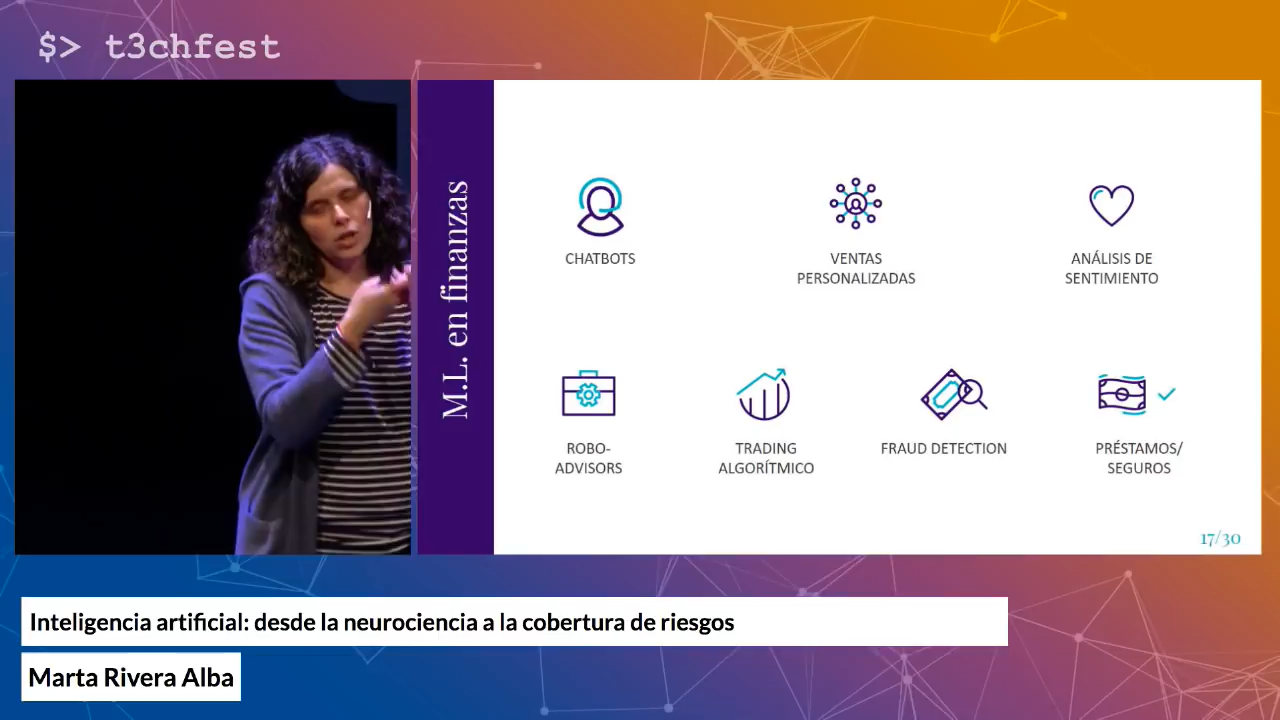 $> t3chfest
M.L. en finanzas
CHATBOTS
VENTAS
PERSONALIZADAS
ANÁLISIS DE
SENTIMIENTO
ROBO-
ADVISORS
TRADING
ALGORÍTMICO
FRAUD DETECTION
PRÉSTAMOS/
SEGUROS
17/30
Inteligencia artificial: desde la neurociencia a la cobertura de riesgos
Marta Rivera Alba